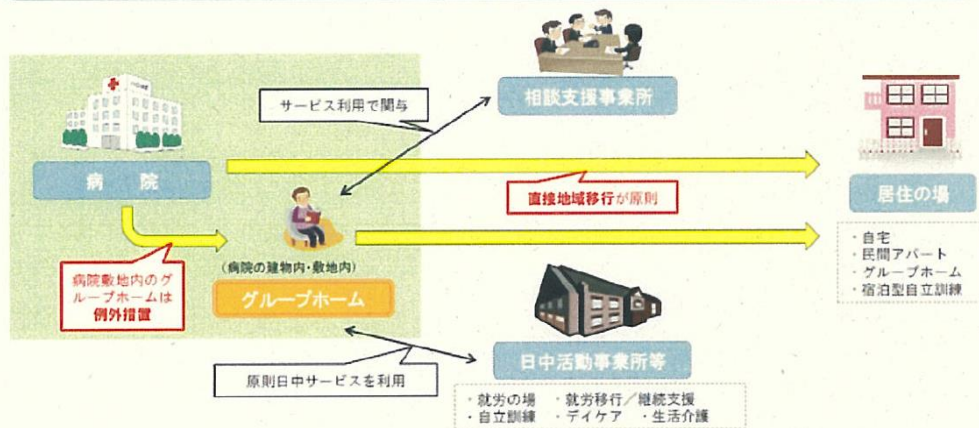 サービス利用で関与
相談支援事業所
病　院
直接地域移行が原則
居住の場
・自宅
・民間アパート
・グループホーム
・宿泊型自立訓練
病院敷地内のグ
ループホームは
例外措置
(病院の建物内・敷地内)
グループホーム
原則日中サービスを利用
日中活動事業所等
・就労の場　・就労移行／継続支援
・自立訓練　・デイケア　・生活介護